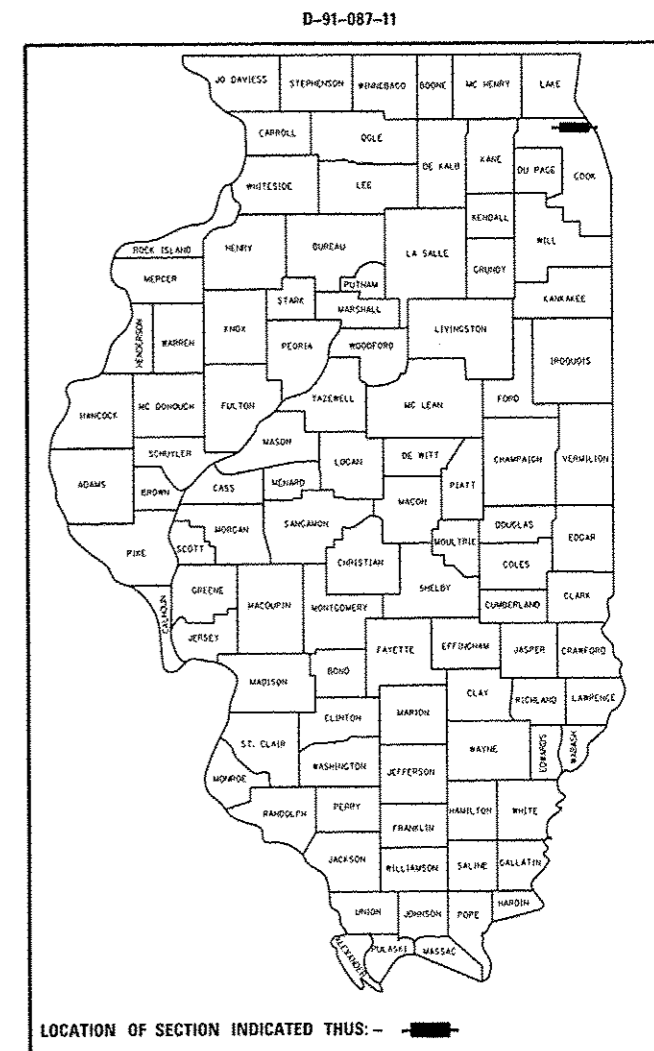 D-91-087-11
JO DAVIESS STEPHENSON WINNEBAGO BOONE MC HENRY LAKE
CARROLL OGLE DE KALB KANE DU PAGE COOK
WHITESIDE LEE
KENDALL WILL
ROCK ISLAND HENRY BUREAU LA SALLE GRUNDY
MERCER PUTNAM KANKAKEE
STARK MARSHALL
HENDERSON WARREN KNOX PEORIA WOODFORD LIVINGSTON IROQUOIS
HANCOCK MC DONOUGH FULTON TAZEWELL MC LEAN FORD
SCHUYLER MASON LOGAN DE WITT CHAMPAIGN VERMILION
ADAMS BROWN CASS MENARD MACON PIATT
PIKE SCOTT MORGAN SANGAMON MOULTRIE DOUGLAS EDGAR
CHRISTIAN COLES
CALHOUN GREENE MACOUPIN MONTGOMERY SHELBY CUMBERLAND CLARK
JERSEY FAYETTE EFFINGHAM JASPER CRAWFORD
MADISON BOND CLAY RICHLAND LAWRENCE
CLINTON MARION
ST. CLAIR WAYNE EDWARDS WABASH
MONROE WASHINGTON JEFFERSON
RANDOLPH PERRY HAMILTON WHITE
FRANKLIN
JACKSON WILLIAMSON SALINE GALLATIN
UNION JOHNSON POPE HARDIN
ALEXANDER PULASKI MASSAC
LOCATION OF SECTION INDICATED THUS: -